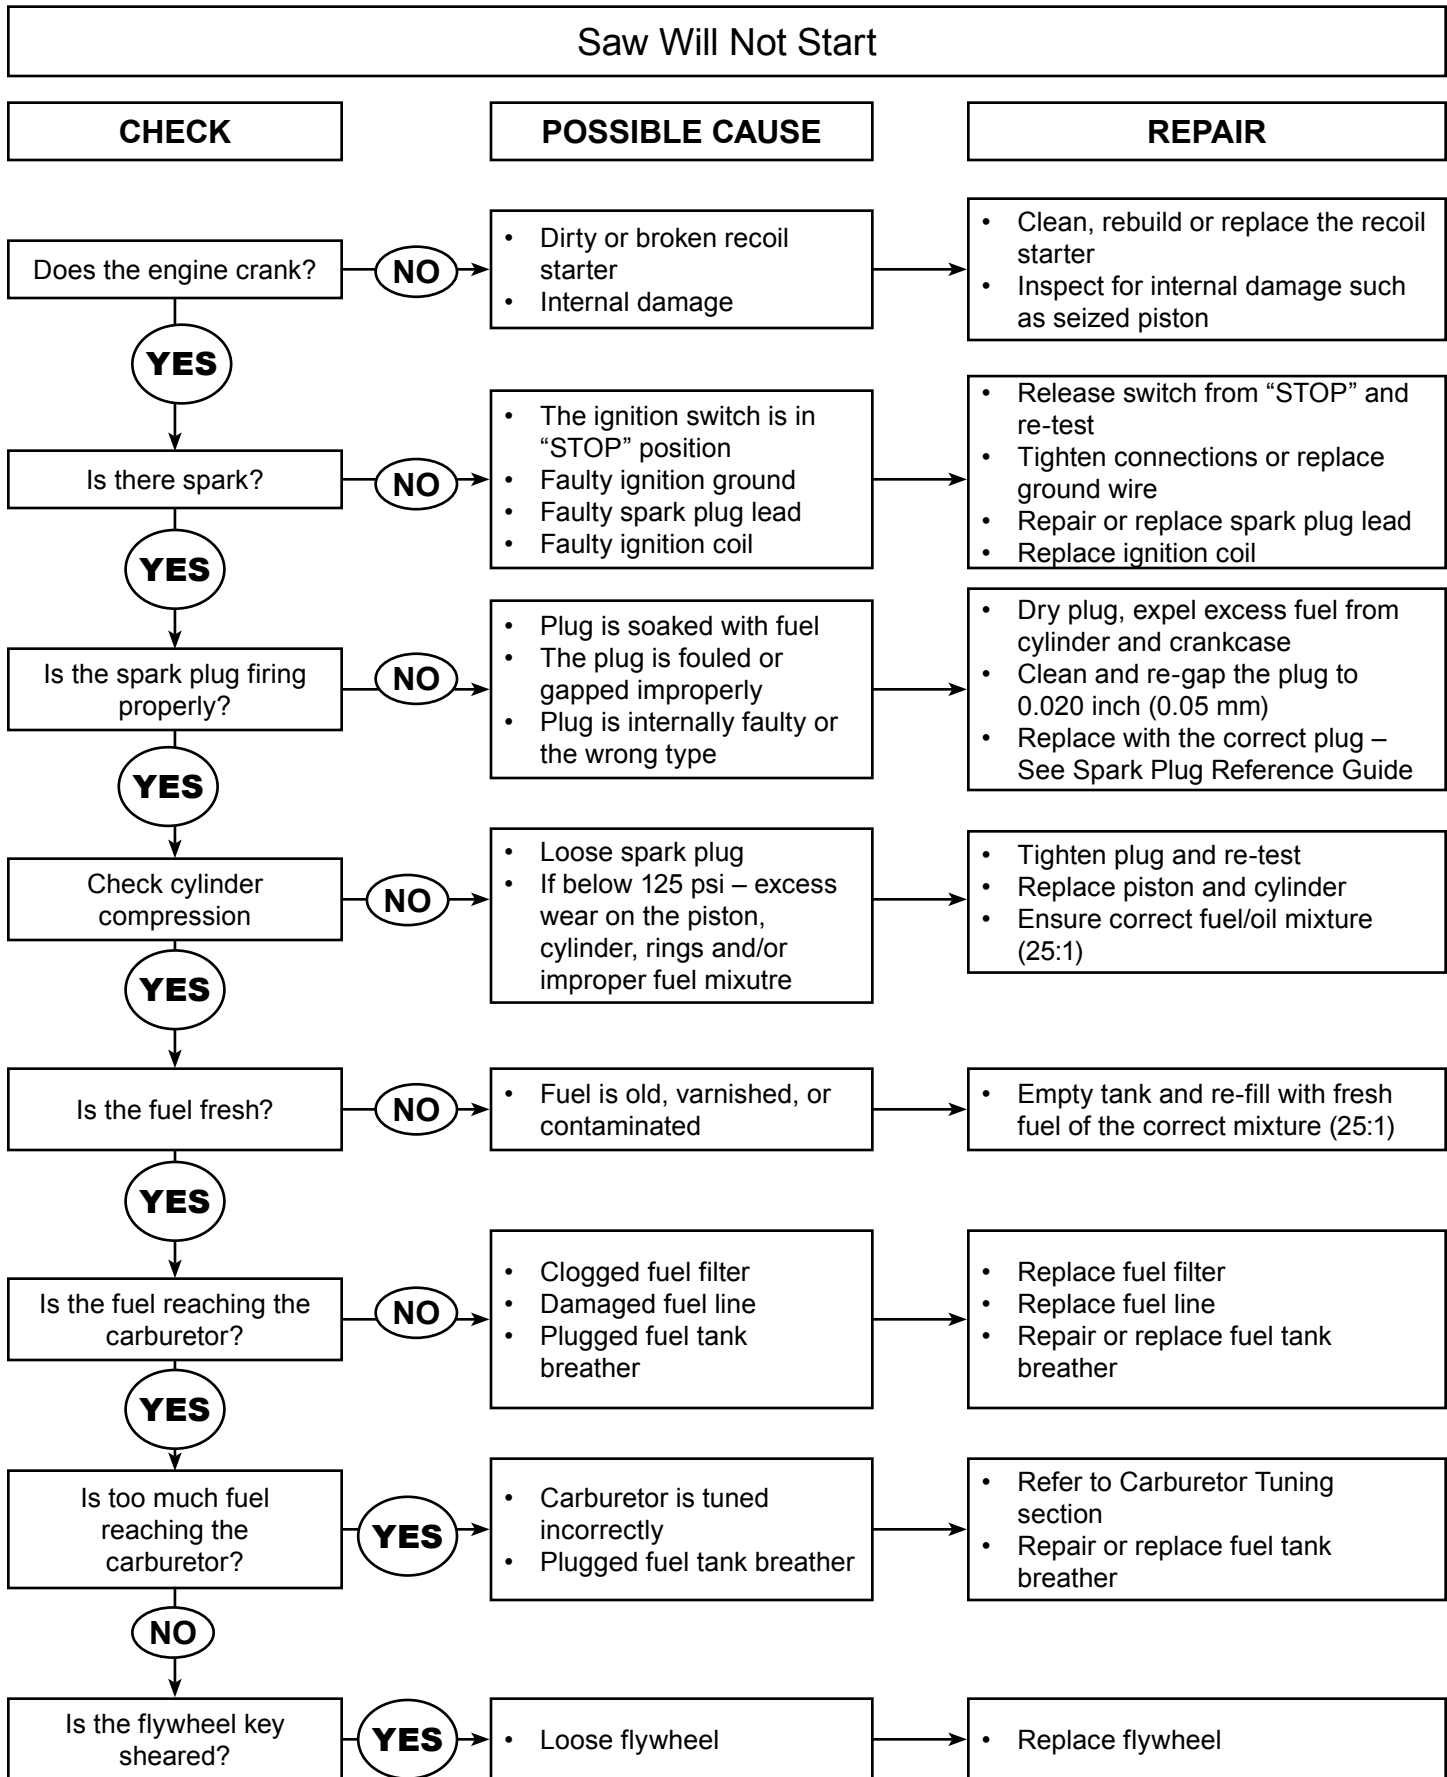 Saw Will Not Start
CHECK
POSSIBLE CAUSE
REPAIR
Does the engine crank?
NO
• Dirty or broken recoil
starter
• Internal damage
• Clean, rebuild or replace the recoil
starter
• Inspect for internal damage such
as seized piston
YES
Is there spark?
NO
• The ignition switch is in
“STOP” position
• Faulty ignition ground
• Faulty spark plug lead
• Faulty ignition coil
• Release switch from “STOP” and
re-test
• Tighten connections or replace
ground wire
• Repair or replace spark plug lead
• Replace ignition coil
YES
Is the spark plug firing
properly?
NO
• Plug is soaked with fuel
• The plug is fouled or
gapped improperly
• Plug is internally faulty or
the wrong type
• Dry plug, expel excess fuel from
cylinder and crankcase
• Clean and re-gap the plug to
0.020 inch (0.05 mm)
• Replace with the correct plug –
See Spark Plug Reference Guide
YES
Check cylinder
compression
NO
• Loose spark plug
• If below 125 psi – excess
wear on the piston,
cylinder, rings and/or
improper fuel mixutre
• Tighten plug and re-test
• Replace piston and cylinder
• Ensure correct fuel/oil mixture
(25:1)
YES
Is the fuel fresh?
NO
• Fuel is old, varnished, or
contaminated
• Empty tank and re-fill with fresh
fuel of the correct mixture (25:1)
YES
Is the fuel reaching the
carburetor?
NO
• Clogged fuel filter
• Damaged fuel line
• Plugged fuel tank
breather
• Replace fuel filter
• Replace fuel line
• Repair or replace fuel tank
breather
YES
Is too much fuel
reaching the
carburetor?
YES
• Carburetor is tuned
incorrectly
• Plugged fuel tank breather
• Refer to Carburetor Tuning
section
• Repair or replace fuel tank
breather
NO
Is the flywheel key
sheared?
YES
• Loose flywheel
• Replace flywheel